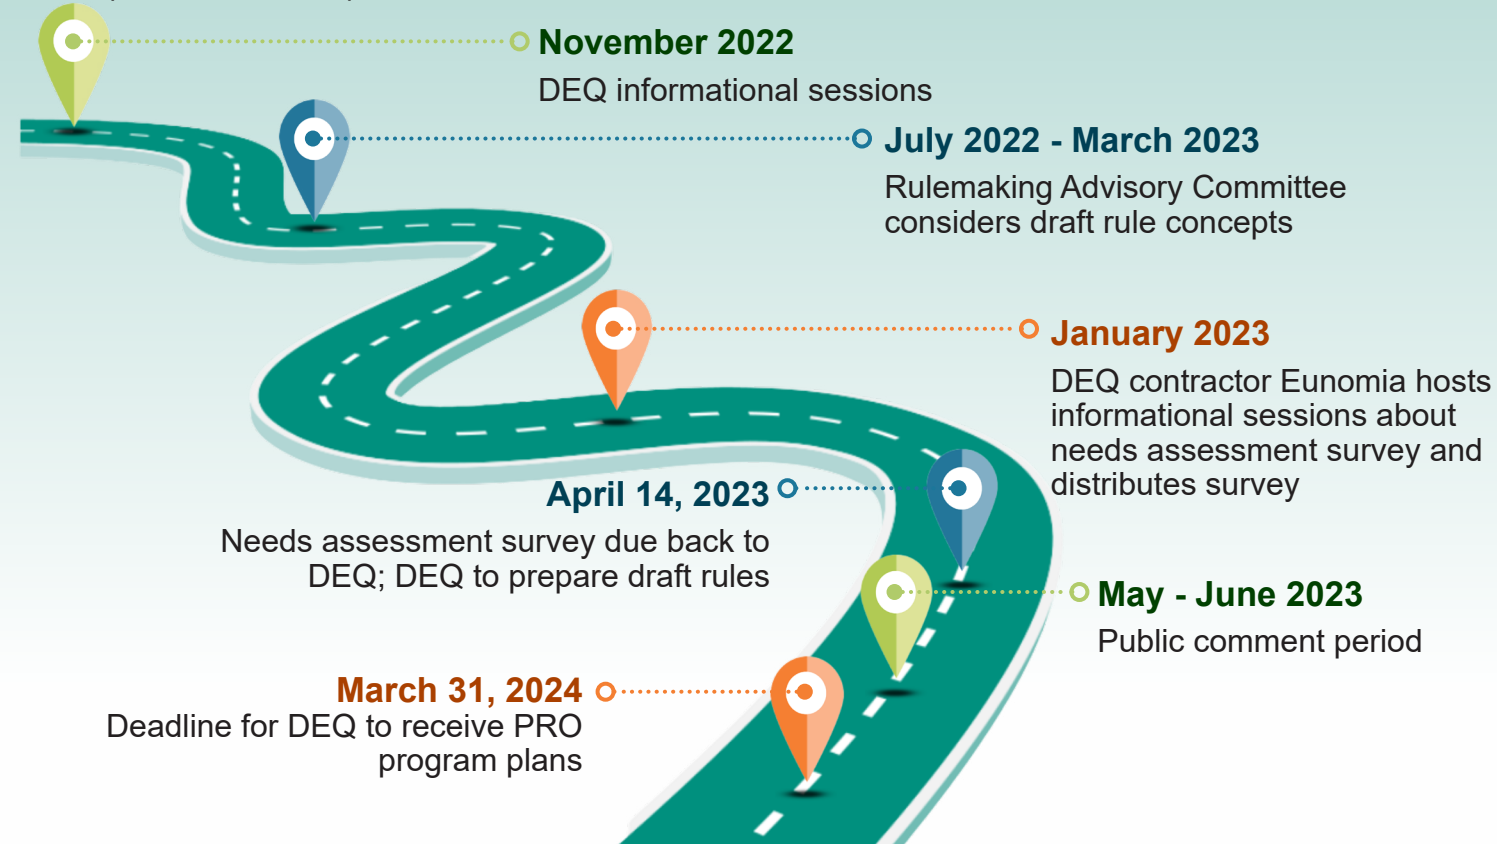 November 2022
DEQ informational sessions
July 2022 - March 2023
Rulemaking Advisory Committee
considers draft rule concepts
January 2023
DEQ contractor Eunomia hosts
informational sessions about
needs assessment survey and
distributes survey
April 14, 2023
Needs assessment survey due back to
DEQ; DEQ to prepare draft rules
May - June 2023
Public comment period
March 31, 2024
Deadline for DEQ to receive PRO
program plans